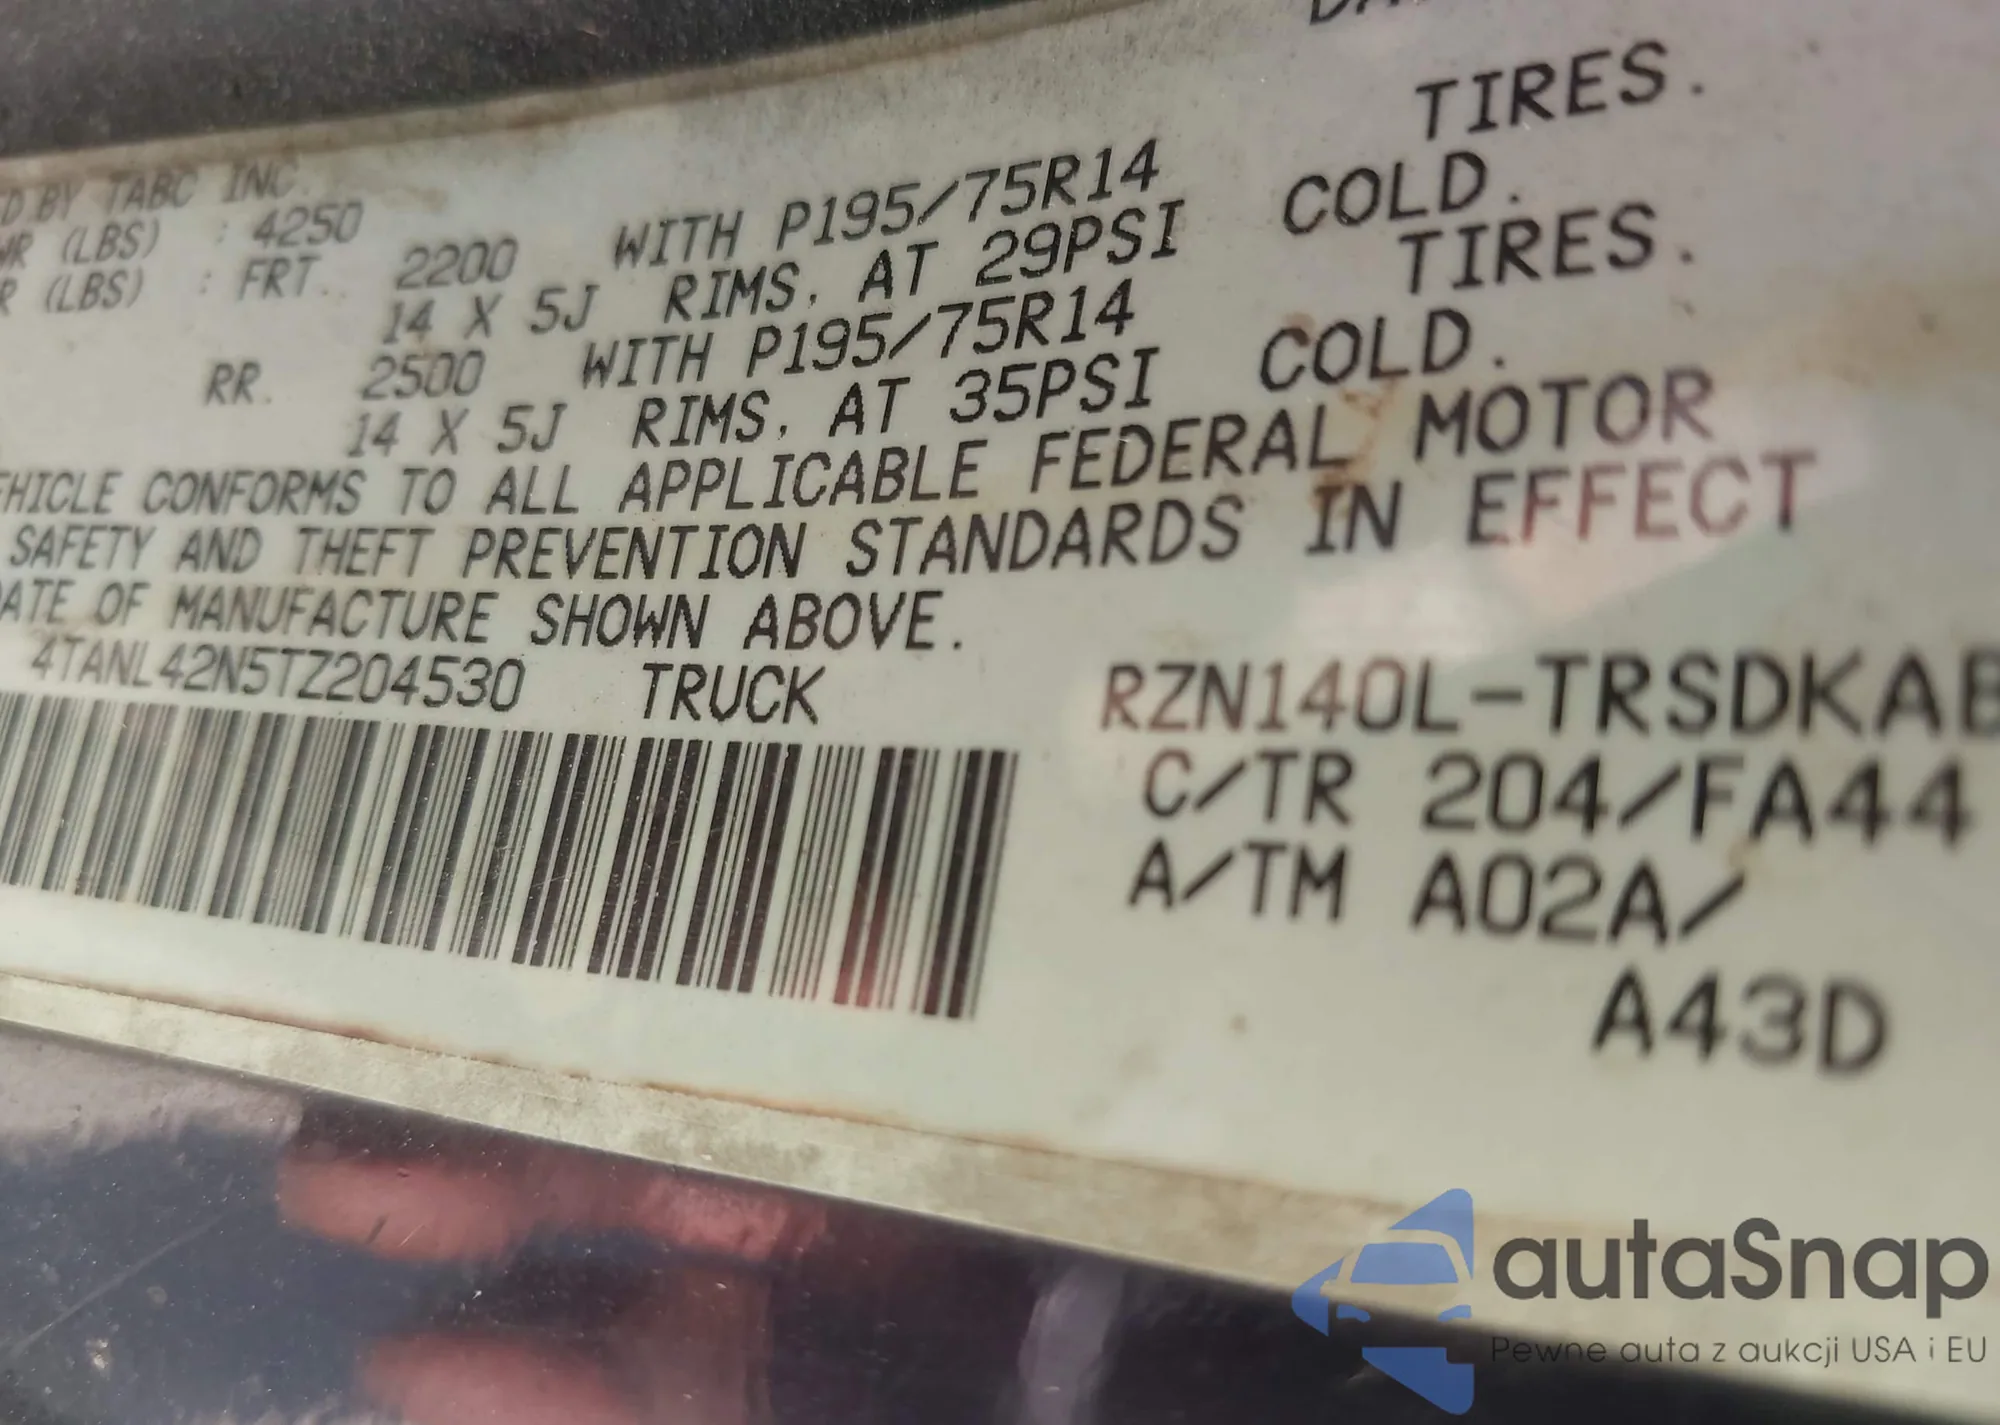 TIRES.
ED BY TABC INC.
WR (LBS) : 4250
R (LBS) : FRT. 2200 WITH P195/75R14 TIRES.
14 X 5J RIMS, AT 29PSI COLD.
RR. 2500 WITH P195/75R14 TIRES.
14 X 5J RIMS, AT 35PSI COLD.
EHICLE CONFORMS TO ALL APPLICABLE FEDERAL MOTOR
SAFETY AND THEFT PREVENTION STANDARDS IN EFFECT
DATE OF MANUFACTURE SHOWN ABOVE.
4TANL42N5TZ204530 TRUCK
RZN140L-TRSDKAB
C/TR 204/FA44
A/TM A02A/
A43D
autaSnap
Pewne auta z aukcji USA i EU